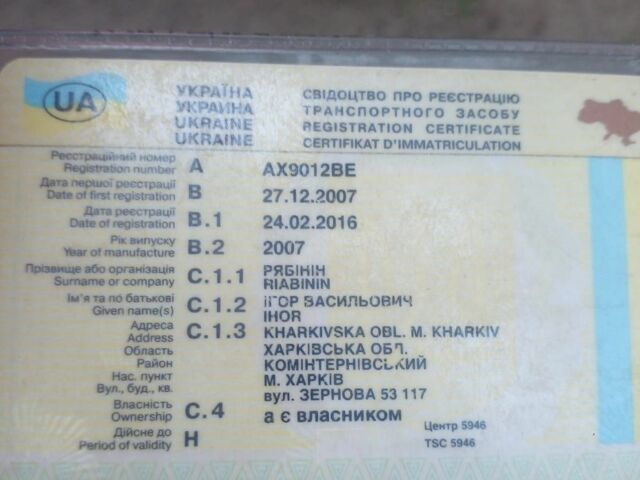 UA
УКРАЇНА
УКРАИНА
UKRAINE
UKRAINE
СВІДОЦТВО ПРО РЕЄСТРАЦІЮ
ТРАНСПОРТНОГО ЗАСОБУ
REGISTRATION CERTIFICATE
CERTIFIKAT D'IMMATRICULATION
Реєстраційний номер
Registration number A AX9012BE
Дата першої реєстрації
Date of first registration B 27.12.2007
Дата реєстрації
Date of registration B.1 24.02.2016
Рік випуску
Year of manufacture B.2 2007
Прізвище або організація
Surname or company C.1.1 РЯБІНІН
RIABININ
Ім'я та по батькові
Given name(s) C.1.2 ІГОР ВАСИЛЬОВИЧ
IHOR
Адреса
Address C.1.3 KHARKIVSKA OBL. M. KHARKIV
Область ХАРКІВСЬКА ОБЛ.
Район КОМІНТЕРНІВСЬКИЙ
Нас. пункт М. ХАРКІВ
Вул., буд., кв. вул. ЗЕРНОВА 53 117
Власність
Ownership C.4 а є власником
Дійсне до
Period of validity H
Центр 5946
TSC 5946